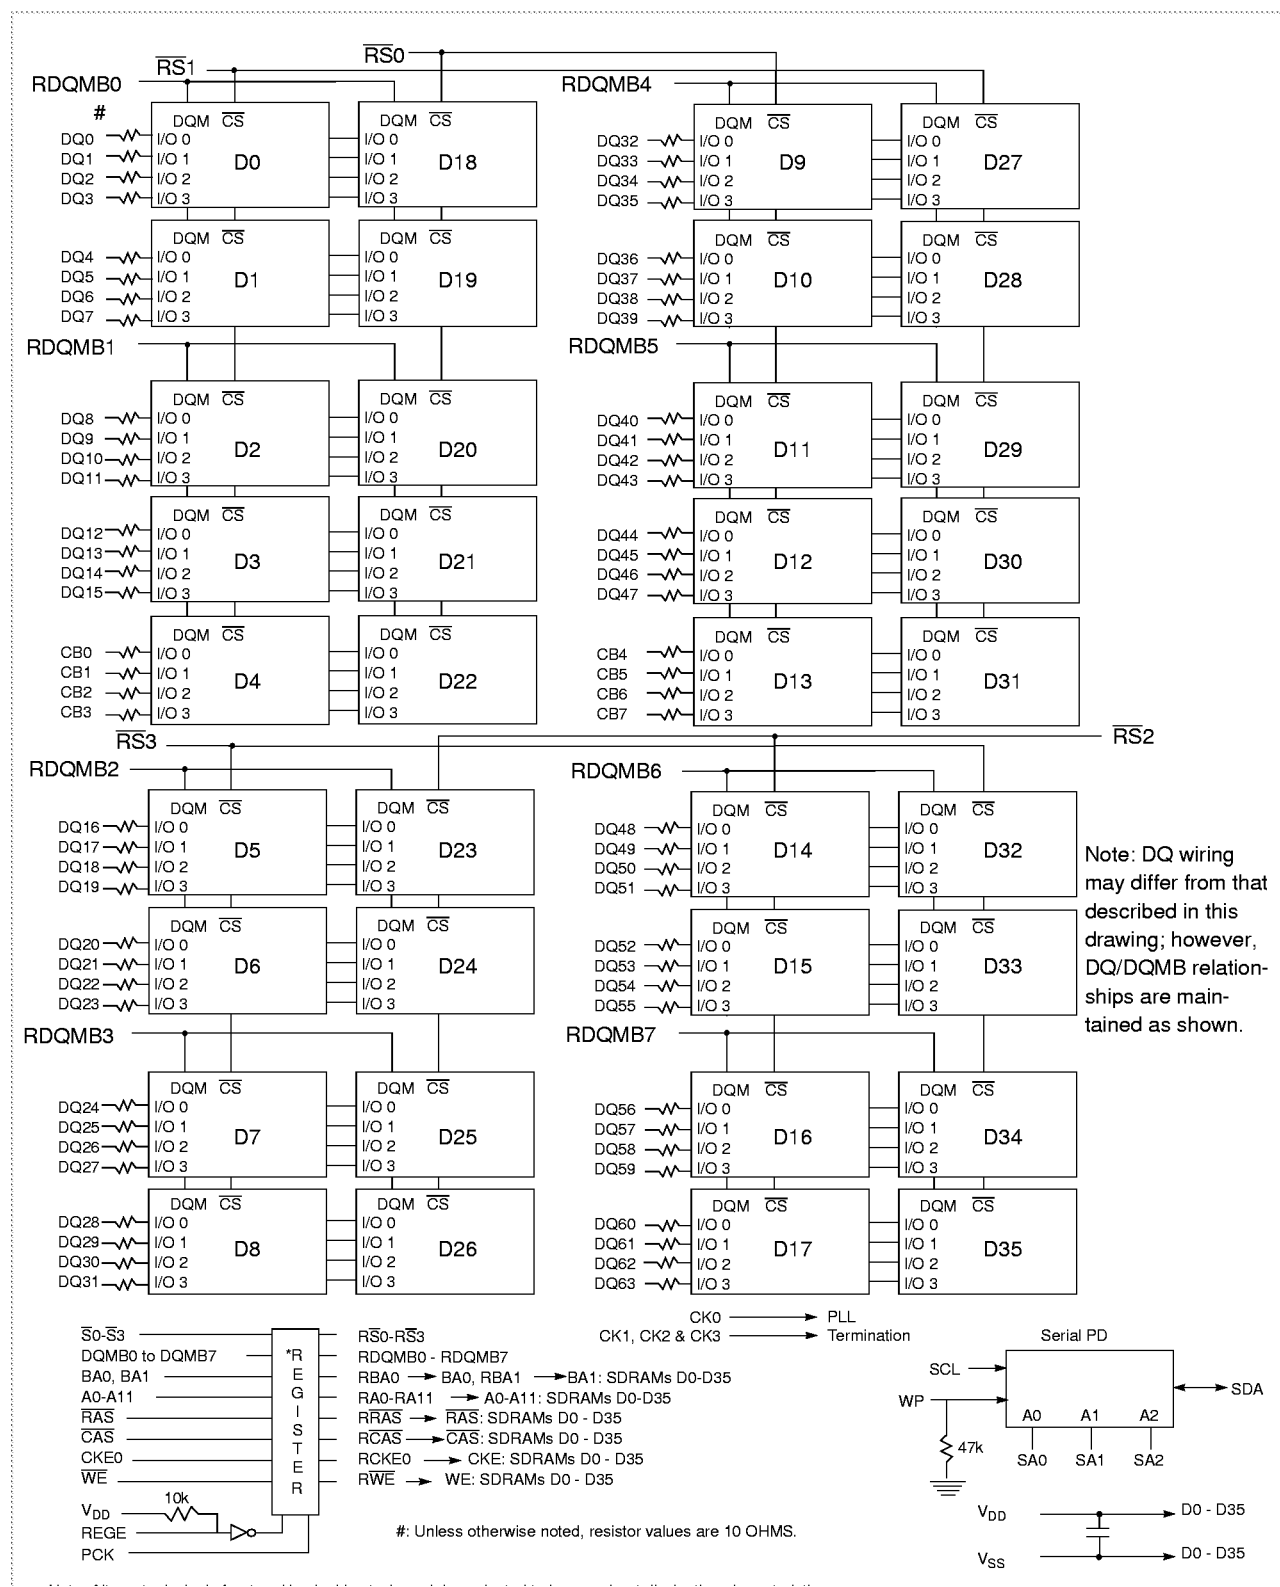 RS0
RS1
RDQMB0
RDQMB4
#
DQM CS
DQM CS
DQM CS
DQM CS
DQ0 I/O 0 I/O 0 DQ32 I/O 0 I/O 0
DQ1 I/O 1 D0 I/O 1 D18 DQ33 I/O 1 D9 I/O 1 D27
DQ2 I/O 2 I/O 2 DQ34 I/O 2 I/O 2
DQ3 I/O 3 I/O 3 DQ35 I/O 3 I/O 3
DQM CS DQM CS DQM CS DQM CS
DQ4 I/O 0 I/O 0 DQ36 I/O 0 I/O 0
DQ5 I/O 1 D1 I/O 1 D19 DQ37 I/O 1 D10 I/O 1 D28
DQ6 I/O 2 I/O 2 DQ38 I/O 2 I/O 2
DQ7 I/O 3 I/O 3 DQ39 I/O 3 I/O 3
RDQMB1 RDQMB5
DQM CS DQM CS DQM CS DQM CS
DQ8 I/O 0 I/O 0 DQ40 I/O 0 I/O 0
DQ9 I/O 1 D2 I/O 1 D20 DQ41 I/O 1 D11 I/O 1 D29
DQ10 I/O 2 I/O 2 DQ42 I/O 2 I/O 2
DQ11 I/O 3 I/O 3 DQ43 I/O 3 I/O 3
DQM CS DQM CS DQM CS DQM CS
DQ12 I/O 0 I/O 0 DQ44 I/O 0 I/O 0
DQ13 I/O 1 D3 I/O 1 D21 DQ45 I/O 1 D12 I/O 1 D30
DQ14 I/O 2 I/O 2 DQ46 I/O 2 I/O 2
DQ15 I/O 3 I/O 3 DQ47 I/O 3 I/O 3
DQM CS DQM CS DQM CS DQM CS
CB0 I/O 0 I/O 0 CB4 I/O 0 I/O 0
CB1 I/O 1 D4 I/O 1 D22 CB5 I/O 1 D13 I/O 1 D31
CB2 I/O 2 I/O 2 CB6 I/O 2 I/O 2
CB3 I/O 3 I/O 3 CB7 I/O 3 I/O 3
RS3 RS2
RDQMB2 RDQMB6
DQM CS DQM CS DQM CS DQM CS
DQ16 I/O 0 I/O 0 DQ48 I/O 0 I/O 0
DQ17 I/O 1 D5 I/O 1 D23 DQ49 I/O 1 D14 I/O 1 D32
DQ18 I/O 2 I/O 2 DQ50 I/O 2 I/O 2
DQ19 I/O 3 I/O 3 DQ51 I/O 3 I/O 3
DQM CS DQM CS DQM CS DQM CS
DQ20 I/O 0 I/O 0 DQ52 I/O 0 I/O 0
DQ21 I/O 1 D6 I/O 1 D24 DQ53 I/O 1 D15 I/O 1 D33
DQ22 I/O 2 I/O 2 DQ54 I/O 2 I/O 2
DQ23 I/O 3 I/O 3 DQ55 I/O 3 I/O 3
Note: DQ wiring
may differ from that
described in this
drawing; however,
DQ/DQMB relation-
ships are main-
tained as shown.
RDQMB3 RDQMB7
DQM CS DQM CS DQM CS DQM CS
DQ24 I/O 0 I/O 0 DQ56 I/O 0 I/O 0
DQ25 I/O 1 D7 I/O 1 D25 DQ57 I/O 1 D16 I/O 1 D34
DQ26 I/O 2 I/O 2 DQ58 I/O 2 I/O 2
DQ27 I/O 3 I/O 3 DQ59 I/O 3 I/O 3
DQM CS DQM CS DQM CS DQM CS
DQ28 I/O 0 I/O 0 DQ60 I/O 0 I/O 0
DQ29 I/O 1 D8 I/O 1 D26 DQ61 I/O 1 D17 I/O 1 D35
DQ30 I/O 2 I/O 2 DQ62 I/O 2 I/O 2
DQ31 I/O 3 I/O 3 DQ63 I/O 3 I/O 3
CK0 PLL
CK1, CK2 & CK3 Termination
S0-S3 RS0-RS3
DQMB0 to DQMB7 RDQMB0 - RDQMB7
BA0, BA1 RBA0 BA0, RBA1 BA1: SDRAMs D0-D35
A0-A11 RA0-RA11 A0-A11: SDRAMs D0-D35
RAS RRAS RAS: SDRAMs D0 - D35
CAS RCAS CAS: SDRAMs D0 - D35
CKE0 RCKE0 CKE: SDRAMs D0 - D35
WE RWE WE: SDRAMs D0 - D35
*REGISTER
10k
VDD
REGE
PCK
#: Unless otherwise noted, resistor values are 10 OHMS.
Serial PD
SCL
WP SDA
A0 A1 A2
47k SA0 SA1 SA2
VDD D0 - D35
VSS D0 - D35